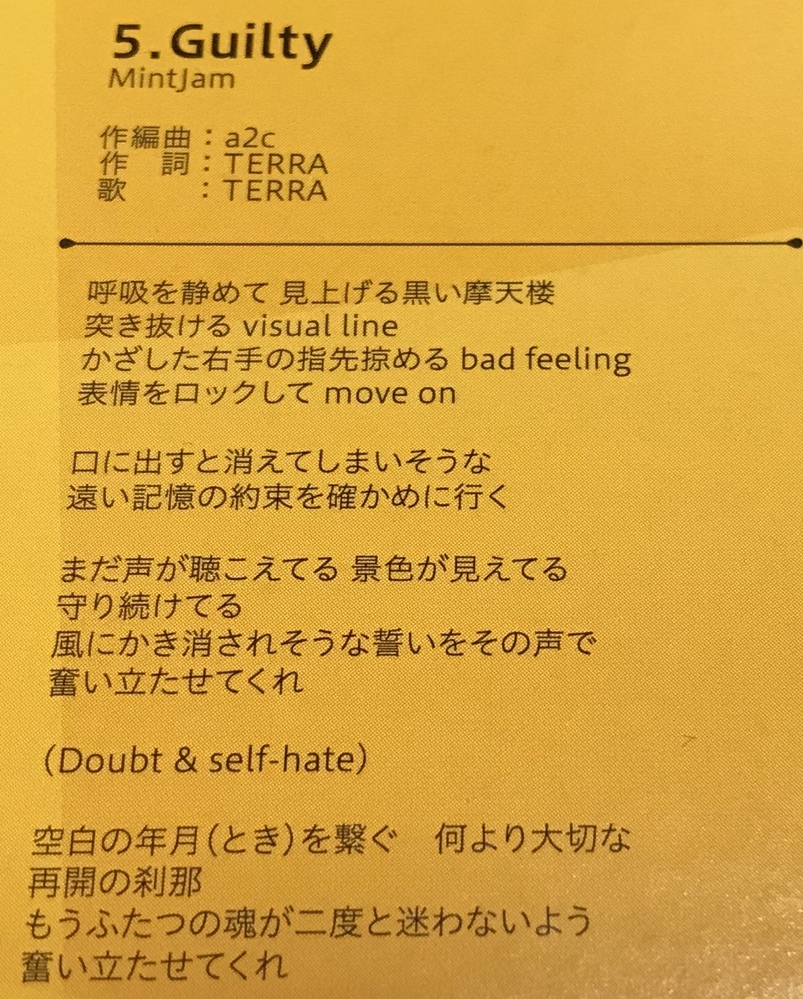 5.Guilty
MintJam
作編曲：a2c
作　詞：TERRA
歌　　：TERRA
呼吸を静めて 見上げる黒い摩天楼
突き抜ける visual line
かざした右手の指先掠める bad feeling
表情をロックして move on
口に出すと消えてしまいそうな
遠い記憶の約束を確かめに行く
まだ声が聴こえてる 景色が見えてる
守り続けてる
風にかき消されそうな誓いをその声で
奮い立たせてくれ
（Doubt & self-hate）
空白の年月（とき）を繋ぐ　何より大切な
再開の刹那
もうふたつの魂が二度と迷わないよう
奮い立たせてくれ